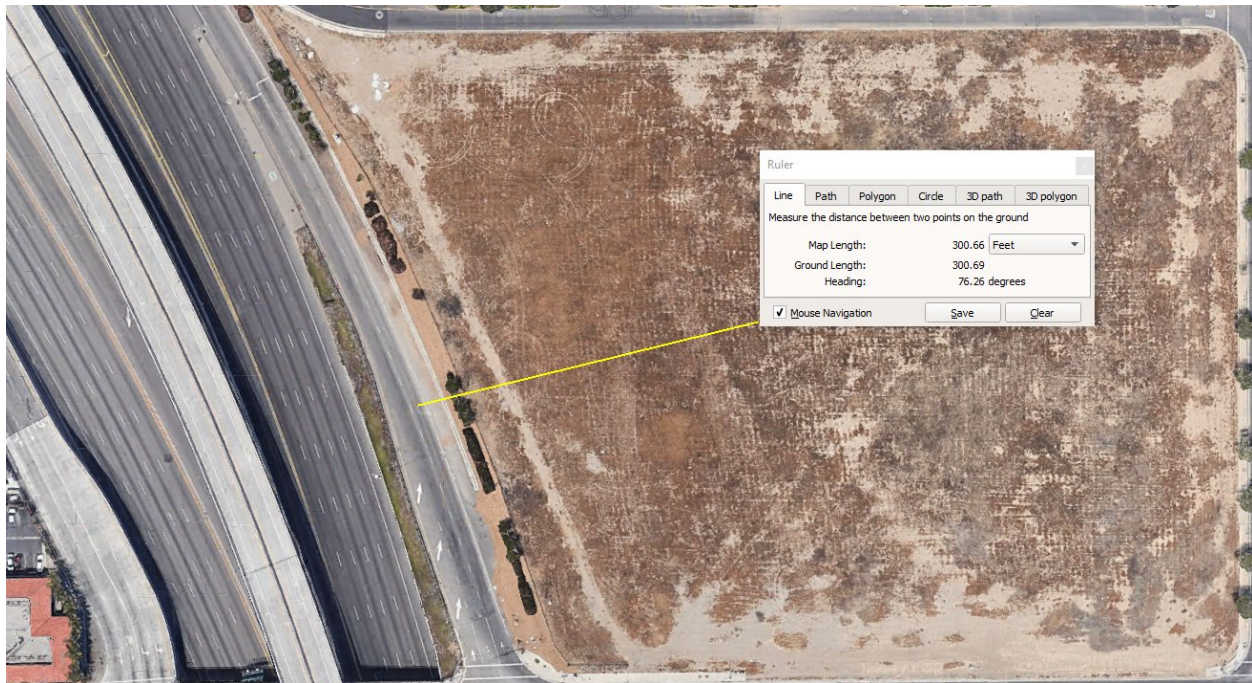 Ruler
Line Path Polygon Circle 3D path 3D polygon
Measure the distance between two points on the ground
Map Length: 300.66 Feet
Ground Length: 300.69
Heading: 76.26 degrees
Mouse Navigation Save Clear